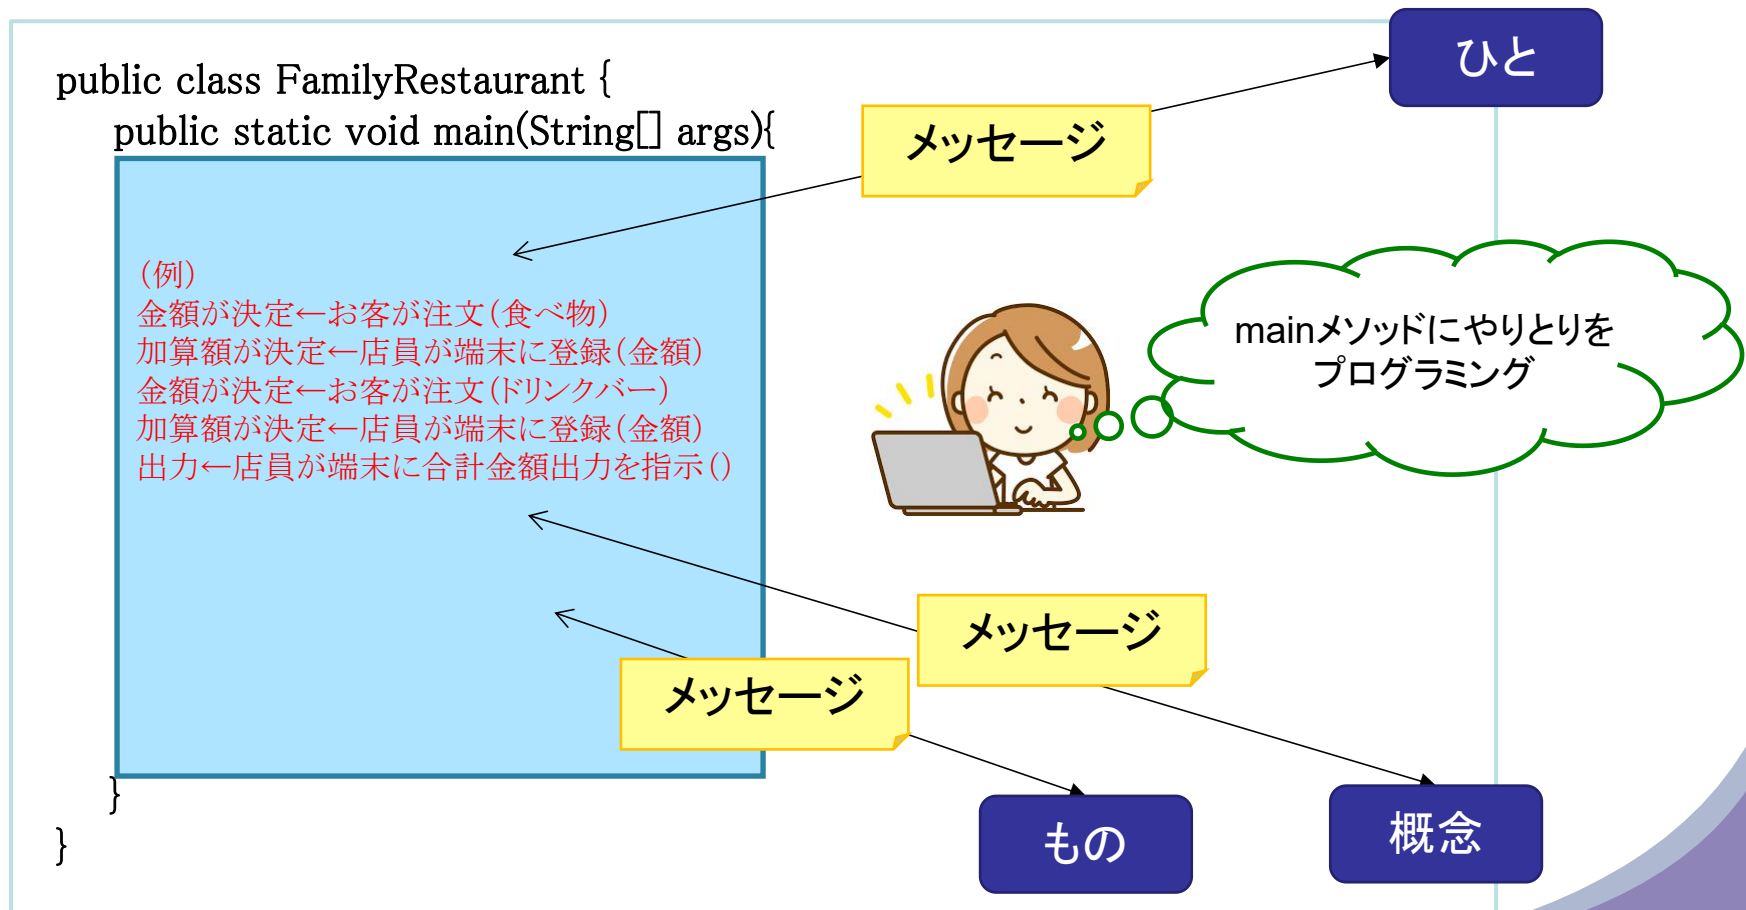 public class FamilyRestaurant {
public static void main(String[] args){
(例)
金額が決定←お客が注文(食べ物)
加算額が決定←店員が端末に登録(金額)
金額が決定←お客が注文(ドリンクバー)
加算額が決定←店員が端末に登録(金額)
出力←店員が端末に合計金額出力を指示()
}
}
ひと
メッセージ
mainメソッドにやりとりを
プログラミング
メッセージ
メッセージ
もの
概念